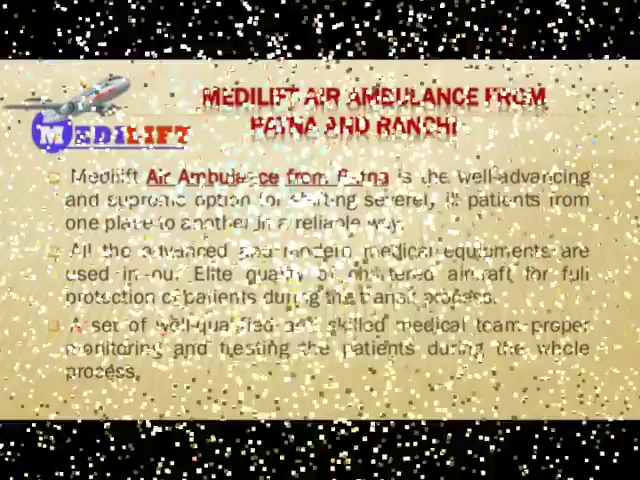 MEDILIFT AIR AMBULANCE FROM
PATNA AND RANCHI
MEDILIFT
Medilift Air Ambulance from Patna is the well-advancing
and supreme option for shifting severely ill patients from
one place to another in a reliable way.
All the advanced and modern medical equipments are
used in our Elite quality of chartered aircraft for full
protection of patients during the transit process.
A set of well-qualified and skilled medical team proper
monitoring and treating the patients during the whole
process.